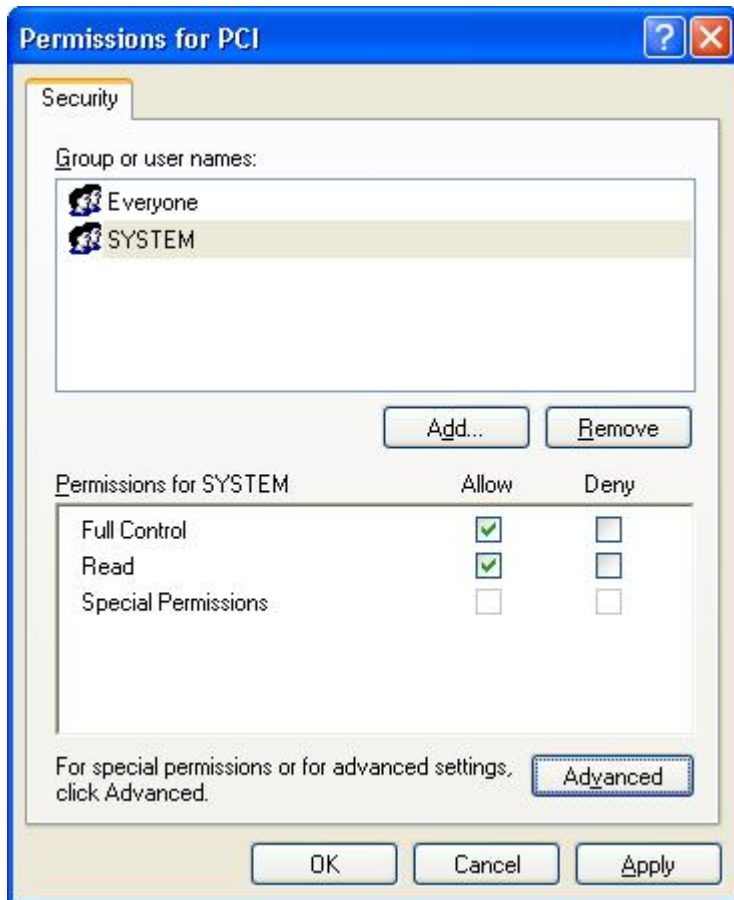 Permissions for PCI
Security
Group or user names:
Everyone
SYSTEM
Add... Remove
Permissions for SYSTEM Allow Deny
Full Control
Read
Special Permissions
For special permissions or for advanced settings,
click Advanced.
Advanced
OK Cancel Apply